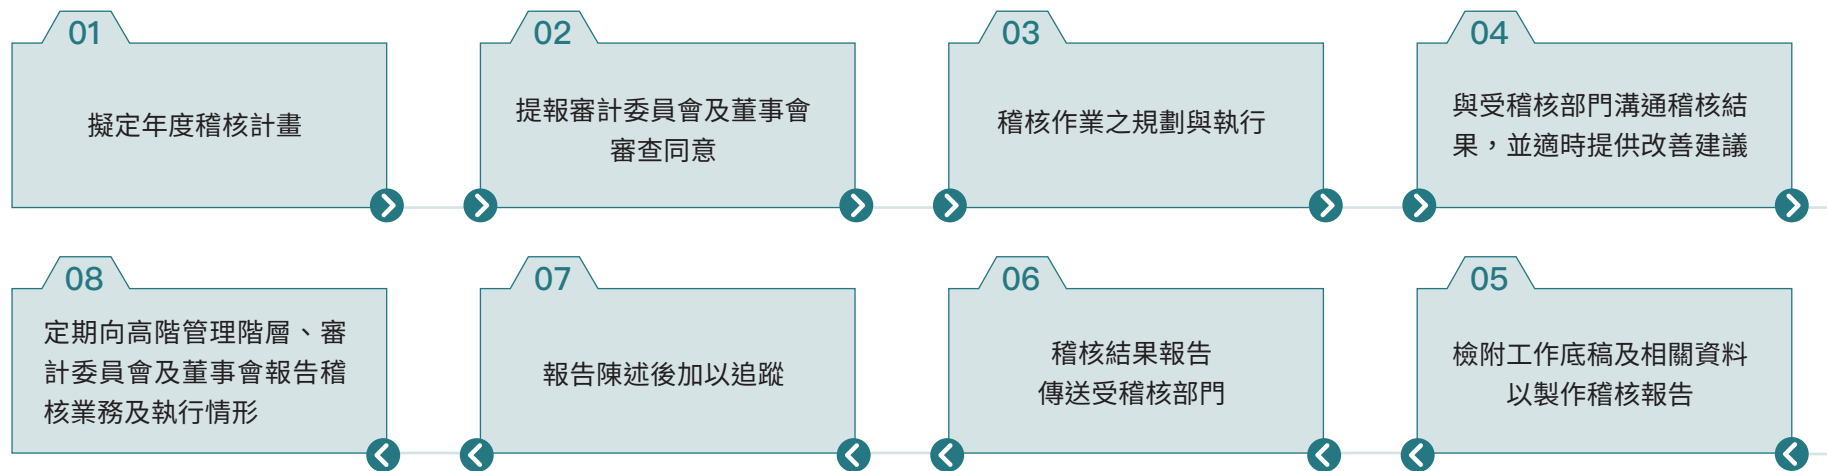 01
擬定年度稽核計畫
02
提報審計委員會及董事會
審查同意
03
稽核作業之規劃與執行
04
與受稽核部門溝通稽核結
果，並適時提供改善建議
05
檢附工作底稿及相關資料
以製作稽核報告
06
稽核結果報告
傳送受稽核部門
07
報告陳述後加以追蹤
08
定期向高階管理階層、審
計委員會及董事會報告稽
核業務及執行情形